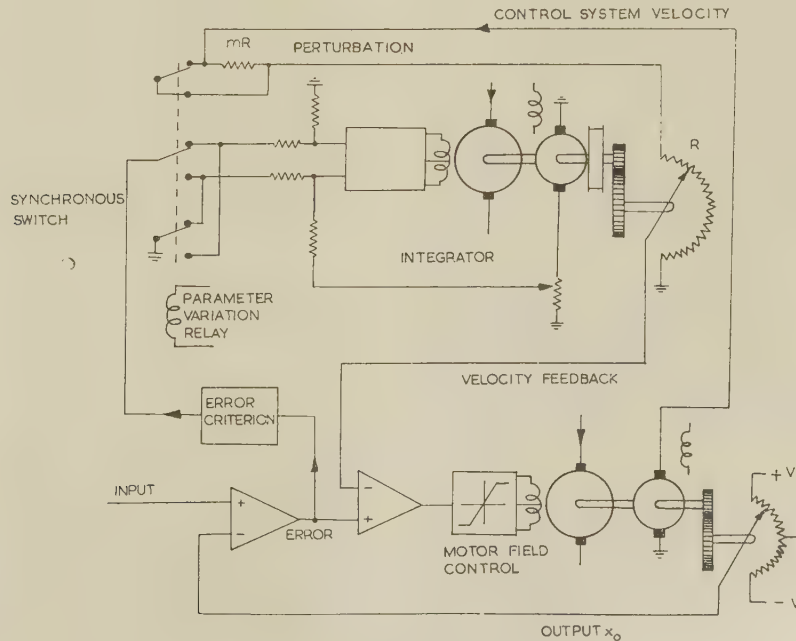 CONTROL SYSTEM VELOCITY
mR
PERTURBATION
R
SYNCHRONOUS
SWITCH
INTEGRATOR
PARAMETER
VARIATION
RELAY
VELOCITY FEEDBACK
ERROR
CRITERION
+ V
INPUT
+
-
ERROR
-
+
MOTOR FIELD
CONTROL
- V
OUTPUT x₀